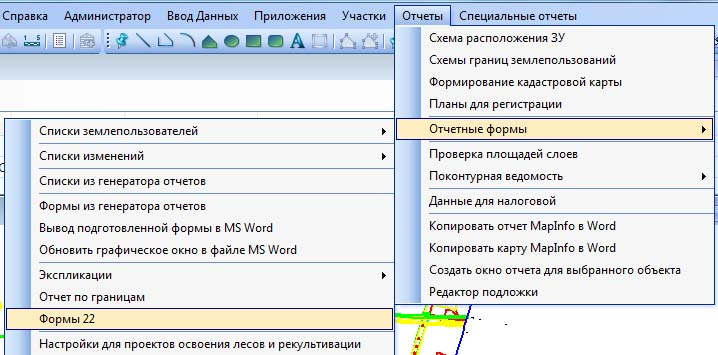 Справка Администратор Ввод Данных Приложения Участки Отчеты Специальные отчеты
Схема расположения ЗУ
Схемы границ землепользований
Формирование кадастровой карты
Планы для регистрации
Отчетные формы
Проверка площадей слоев
Поконтурная ведомость
Данные для налоговой
Копировать отчет MapInfo в Word
Копировать карту MapInfo в Word
Создать окно отчета для выбранного объекта
Редактор подложки
Списки землепользователей
Списки изменений
Списки из генератора отчетов
Формы из генератора отчетов
Вывод подготовленной формы в MS Word
Обновить графическое окно в файле MS Word
Экспликации
Отчет по границам
Формы 22
Настройки для проектов освоения лесов и рекультивации